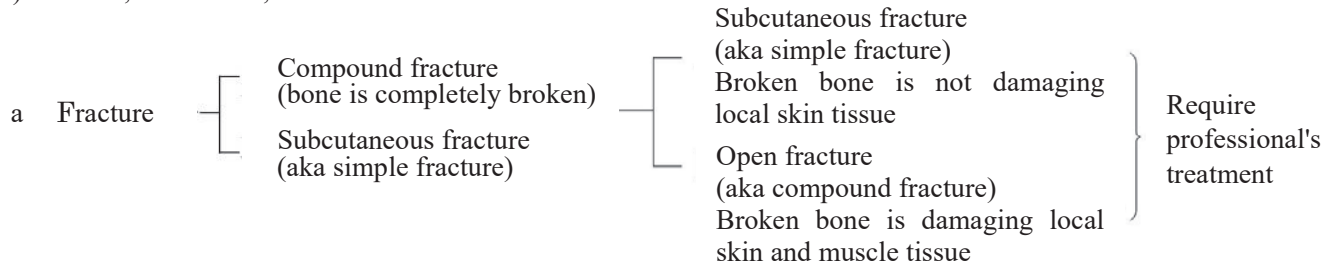 a Fracture
Compound fracture
(bone is completely broken)
Subcutaneous fracture
(aka simple fracture)
Subcutaneous fracture
(aka simple fracture)
Broken bone is not damaging
local skin tissue
Open fracture
(aka compound fracture)
Broken bone is damaging local
skin and muscle tissue
Require
professional's
treatment